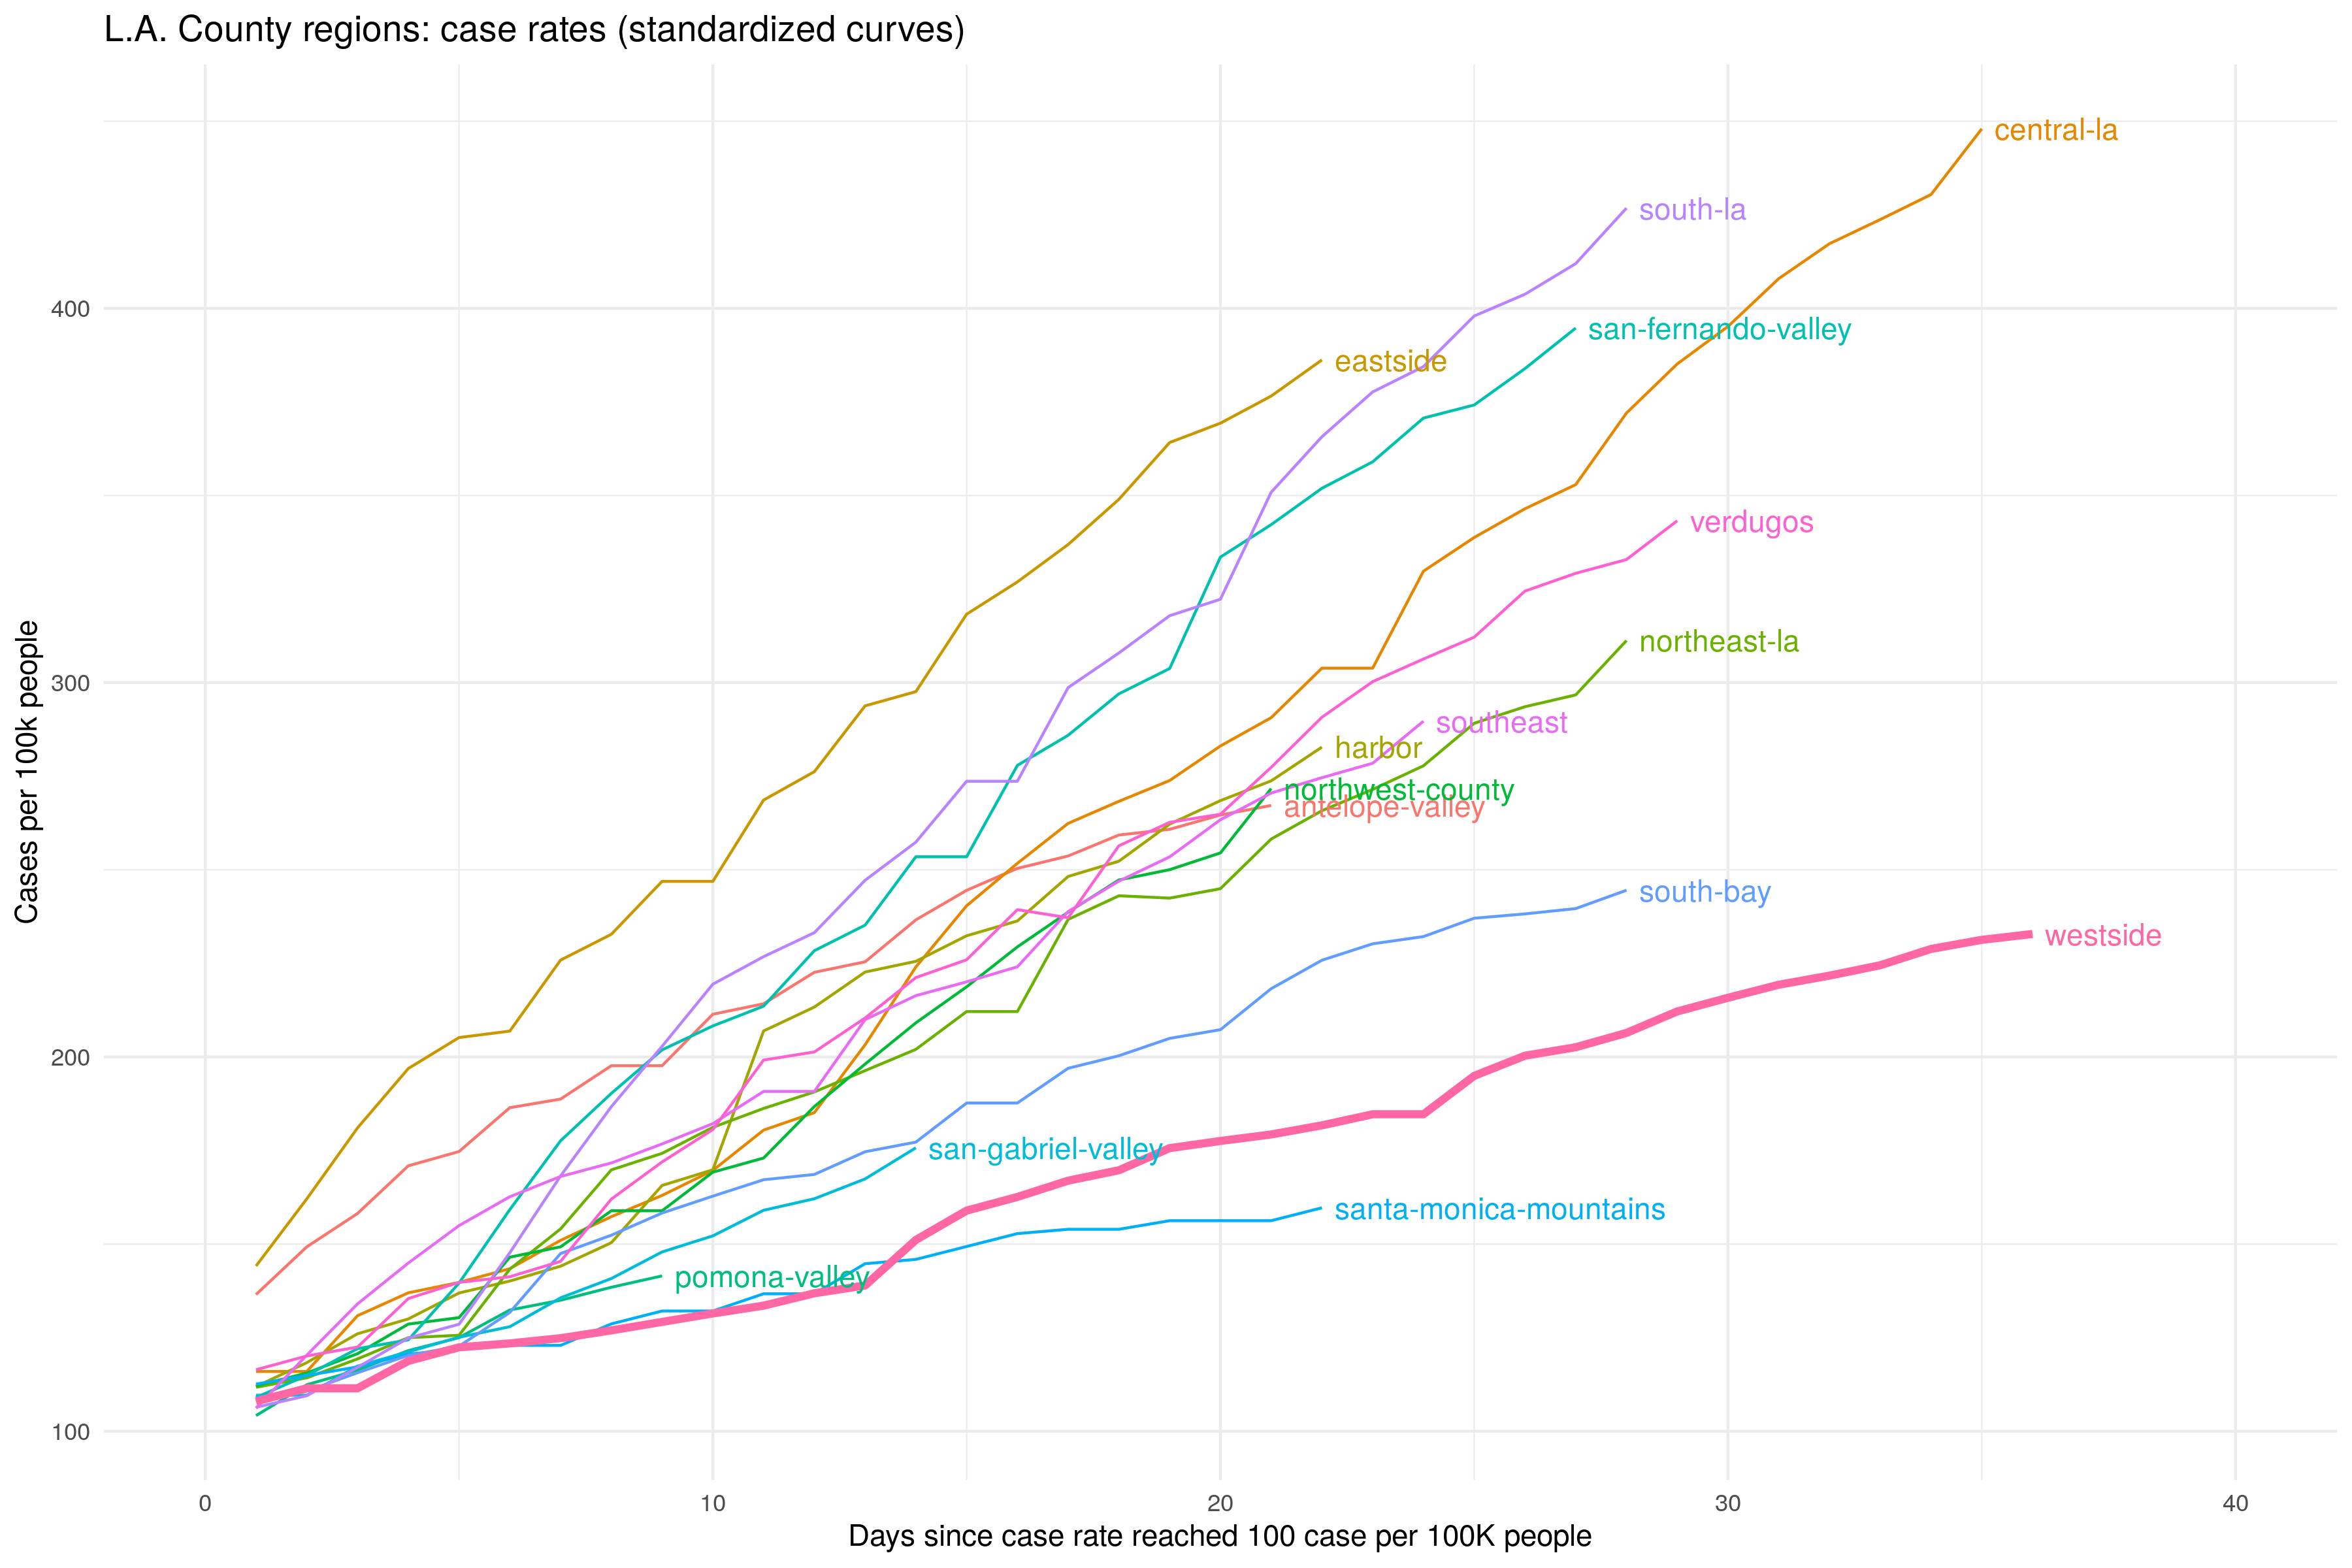 L.A. County regions: case rates (standardized curves)
central-la
south-la
san-fernando-valley
eastside
verdugos
northeast-la
southeast
harbor
northwest-county
antelope-valley
south-bay
westside
san-gabriel-valley
santa-monica-mountains
pomona-valley
400
300
200
100
Cases per 100k people
0 10 20 30 40
Days since case rate reached 100 case per 100K people